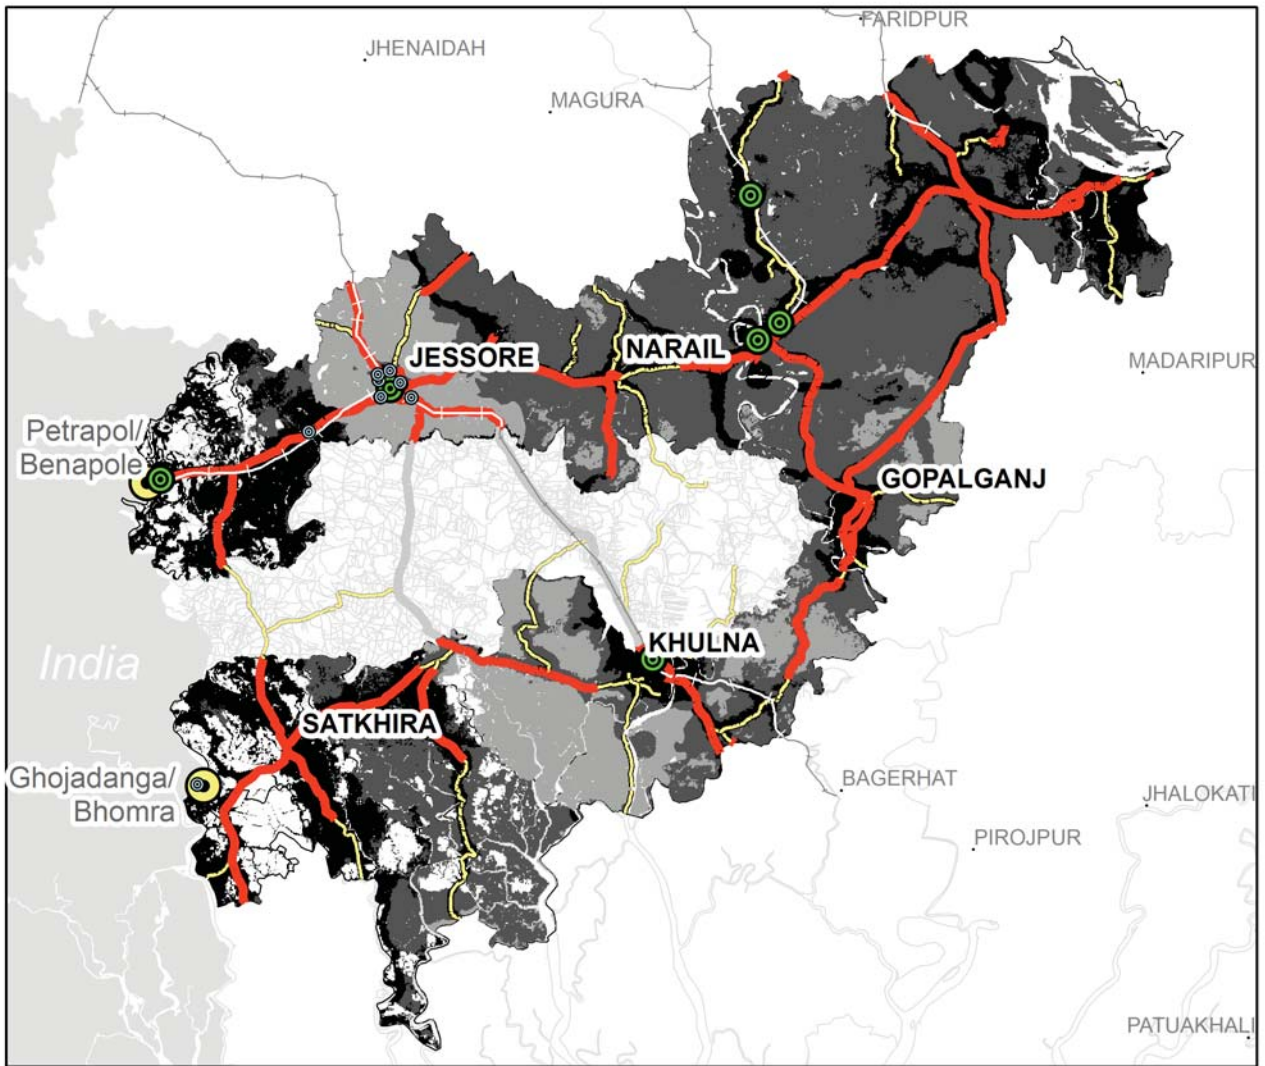 FARIDPUR
JHENAIDAH
MAGURA
JESSORE
NARAIL
MADARIPUR
Petrapol/
Benapole
GOPALGANJ
KHULNA
India
SATKHIRA
Ghojadanga/
Bhomra
BAGERHAT
JHALOKATI
PIROJPUR
PATUAKHALI